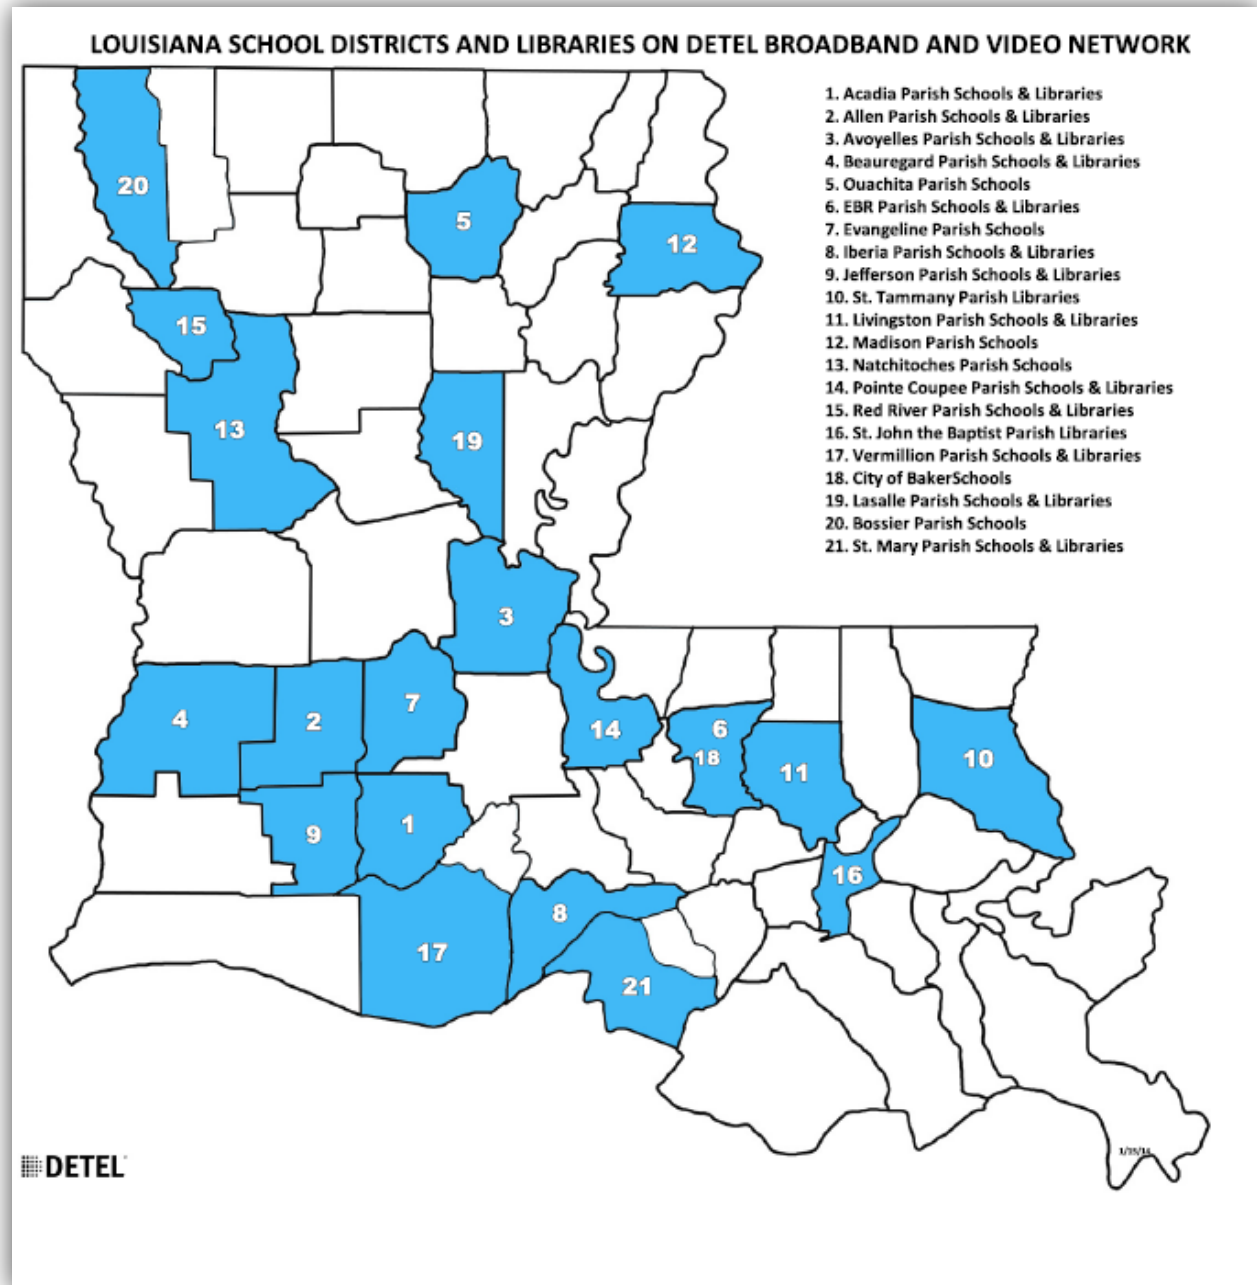 LOUISIANA SCHOOL DISTRICTS AND LIBRARIES ON DETEL BROADBAND AND VIDEO NETWORK
1. Acadia Parish Schools & Libraries
2. Allen Parish Schools & Libraries
3. Avoyelles Parish Schools & Libraries
4. Beauregard Parish Schools & Libraries
5. Ouachita Parish Schools
6. EBR Parish Schools & Libraries
7. Evangeline Parish Schools
8. Iberia Parish Schools & Libraries
9. Jefferson Parish Schools & Libraries
10. St. Tammany Parish Libraries
11. Livingston Parish Schools & Libraries
12. Madison Parish Schools
13. Natchitoches Parish Schools
14. Pointe Coupee Parish Schools & Libraries
15. Red River Parish Schools & Libraries
16. St. John the Baptist Parish Libraries
17. Vermillion Parish Schools & Libraries
18. City of BakerSchools
19. Lasalle Parish Schools & Libraries
20. Bossier Parish Schools
21. St. Mary Parish Schools & Libraries
20
5
12
15
13
19
3
4
2
7
14
6
18
11
10
9
1
16
8
17
21
DETEL